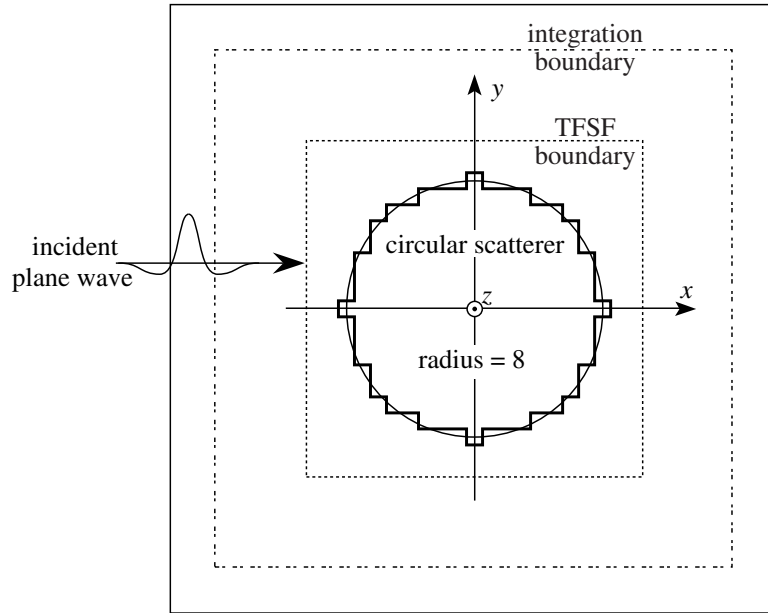 integration
boundary
y
TFSF
boundary
incident
plane wave
circular scatterer
z
x
radius = 8